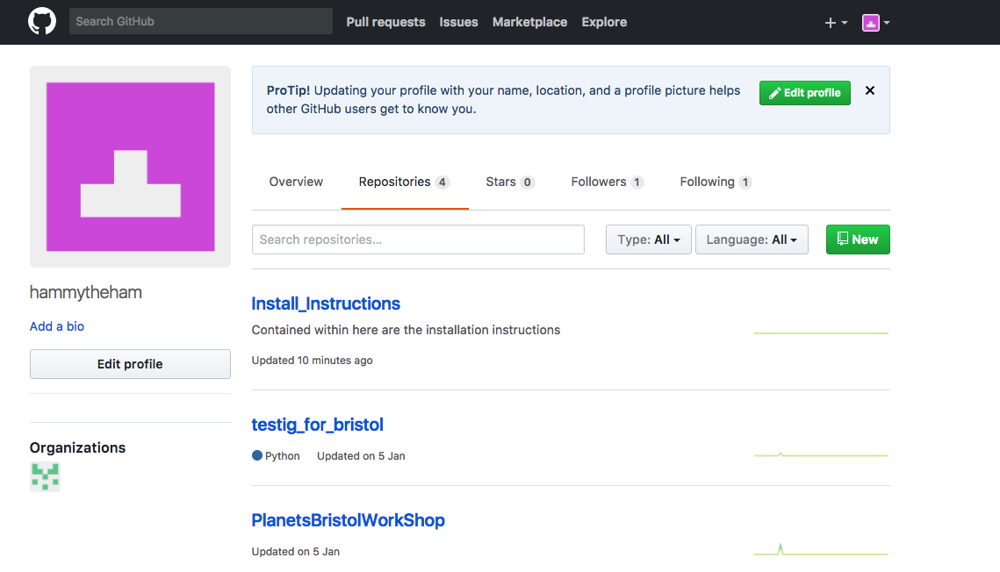 Search GitHub Pull requests Issues Marketplace Explore
ProTip! Updating your profile with your name, location, and a profile picture helps
other GitHub users get to know you.
Edit profile
Overview Repositories 4 Stars 0 Followers 1 Following 1
Search repositories... Type: All Language: All New
hammytheham
Add a bio
Edit profile
Organizations
Install_Instructions
Contained within here are the installation instructions
Updated 10 minutes ago
testig_for_bristol
Python Updated on 5 Jan
PlanetsBristolWorkShop
Updated on 5 Jan